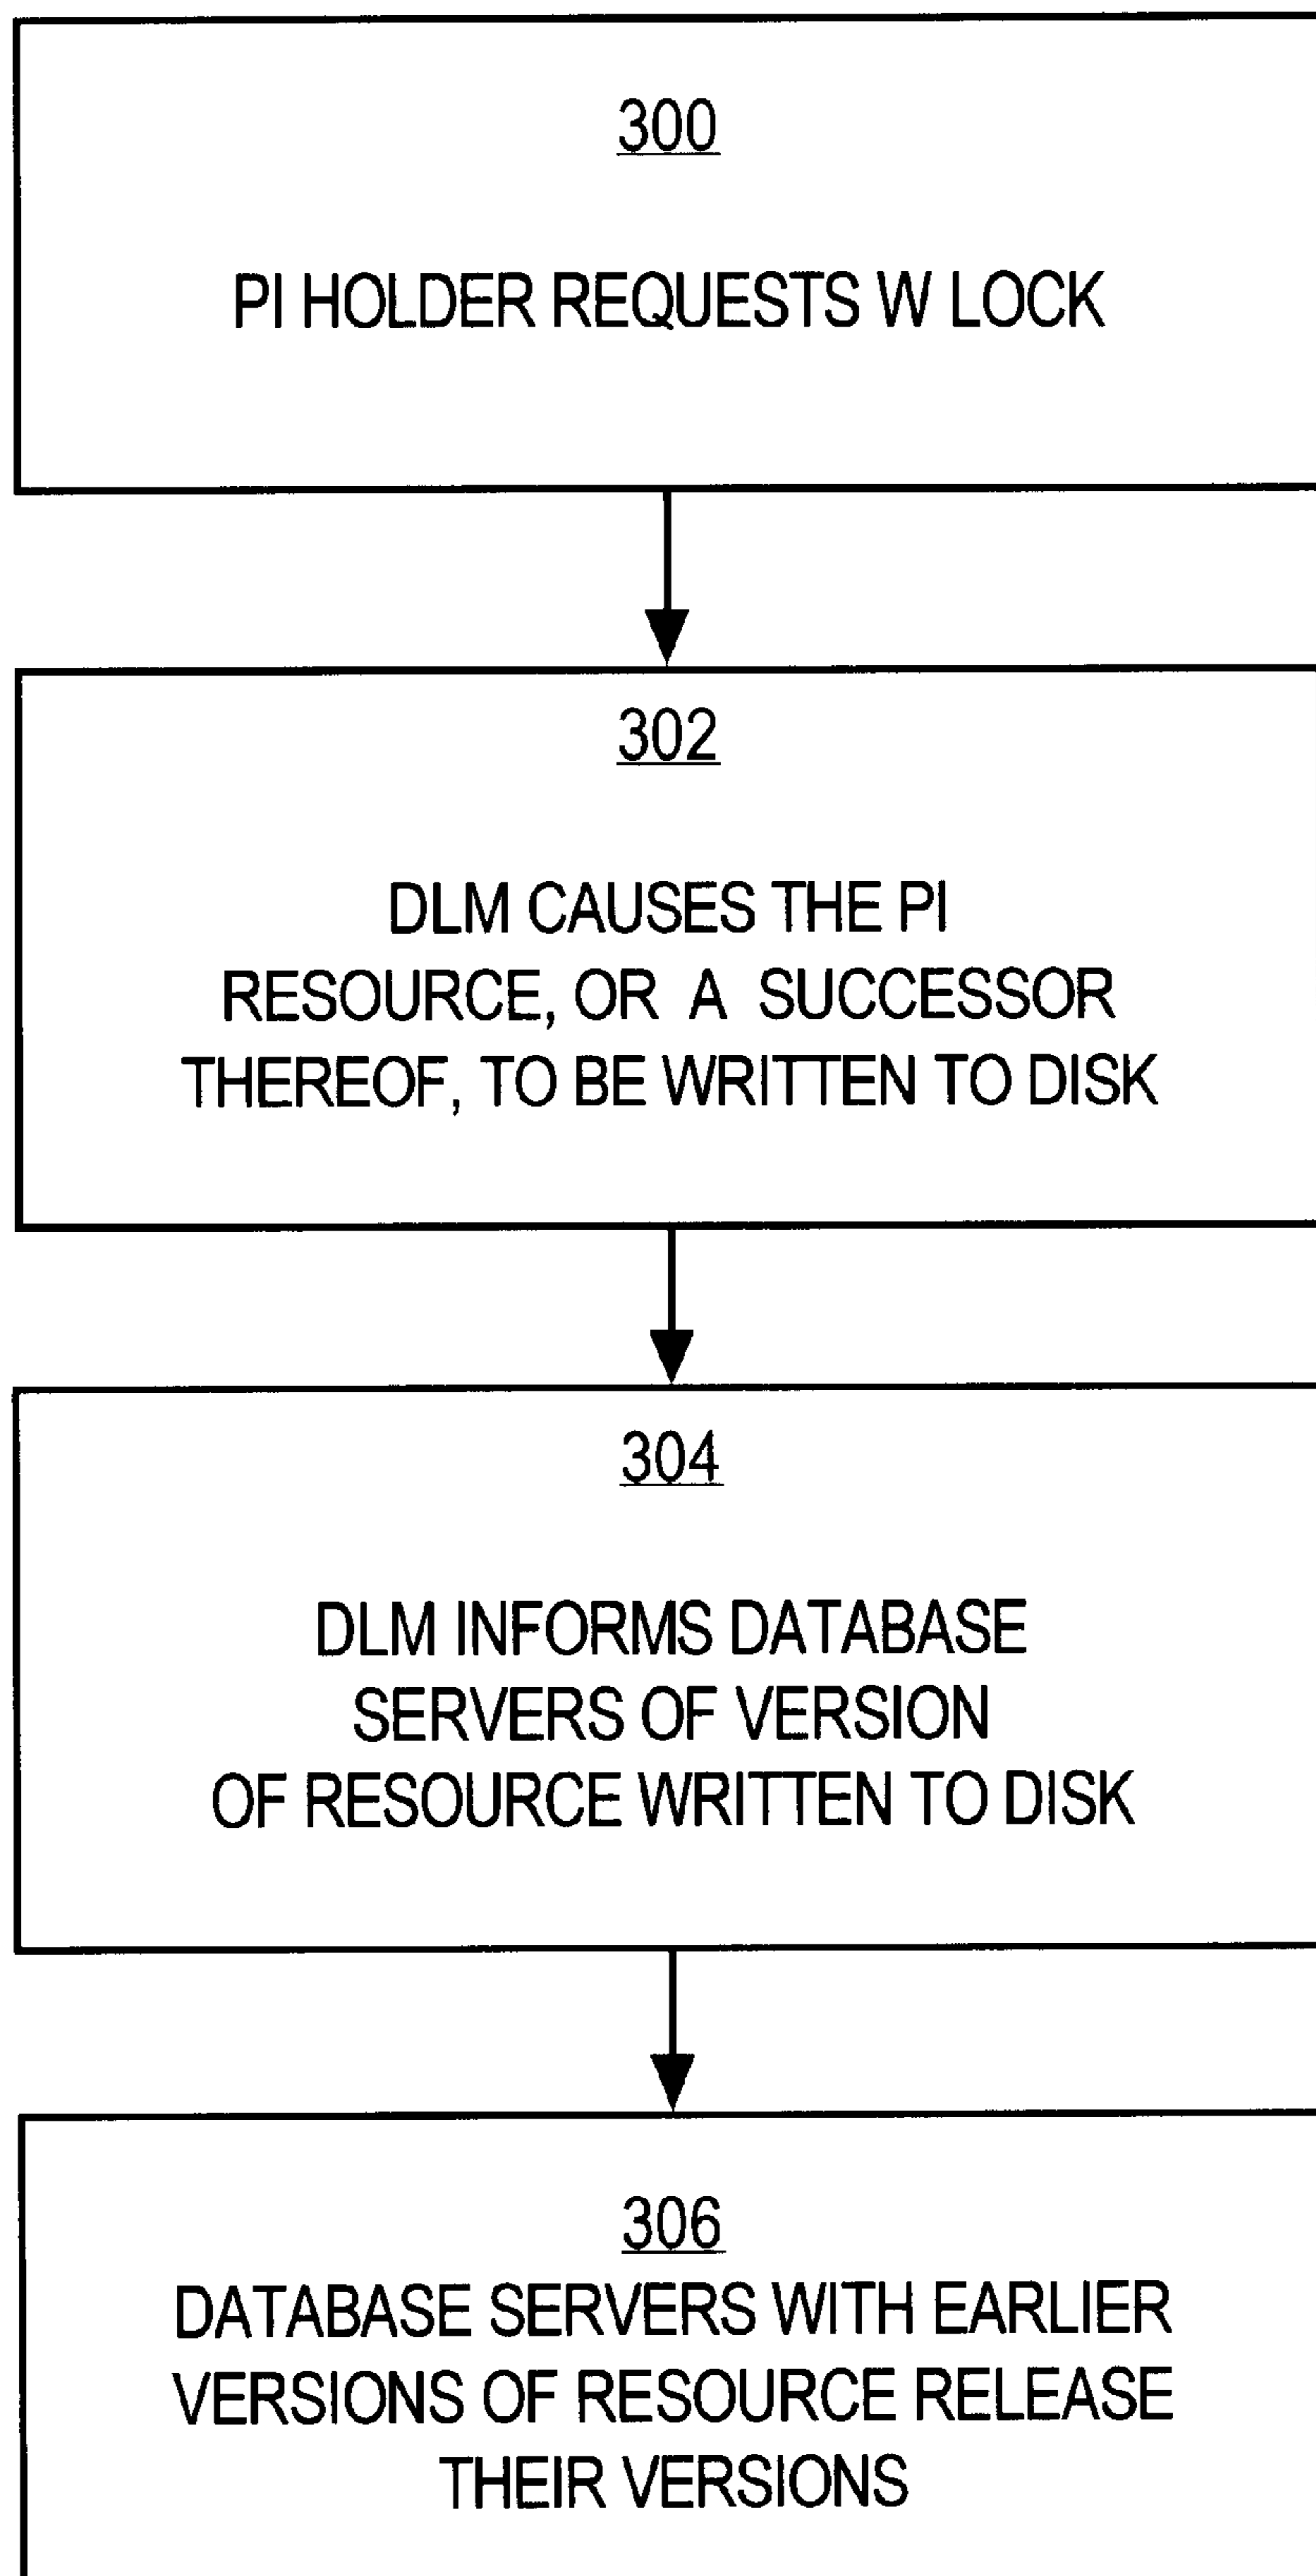 300
PI HOLDER REQUESTS W LOCK
302
DLM CAUSES THE PI
RESOURCE, OR A SUCCESSOR
THEREOF, TO BE WRITTEN TO DISK
304
DLM INFORMS DATABASE
SERVERS OF VERSION
OF RESOURCE WRITTEN TO DISK
306
DATABASE SERVERS WITH EARLIER
VERSIONS OF RESOURCE RELEASE
THEIR VERSIONS